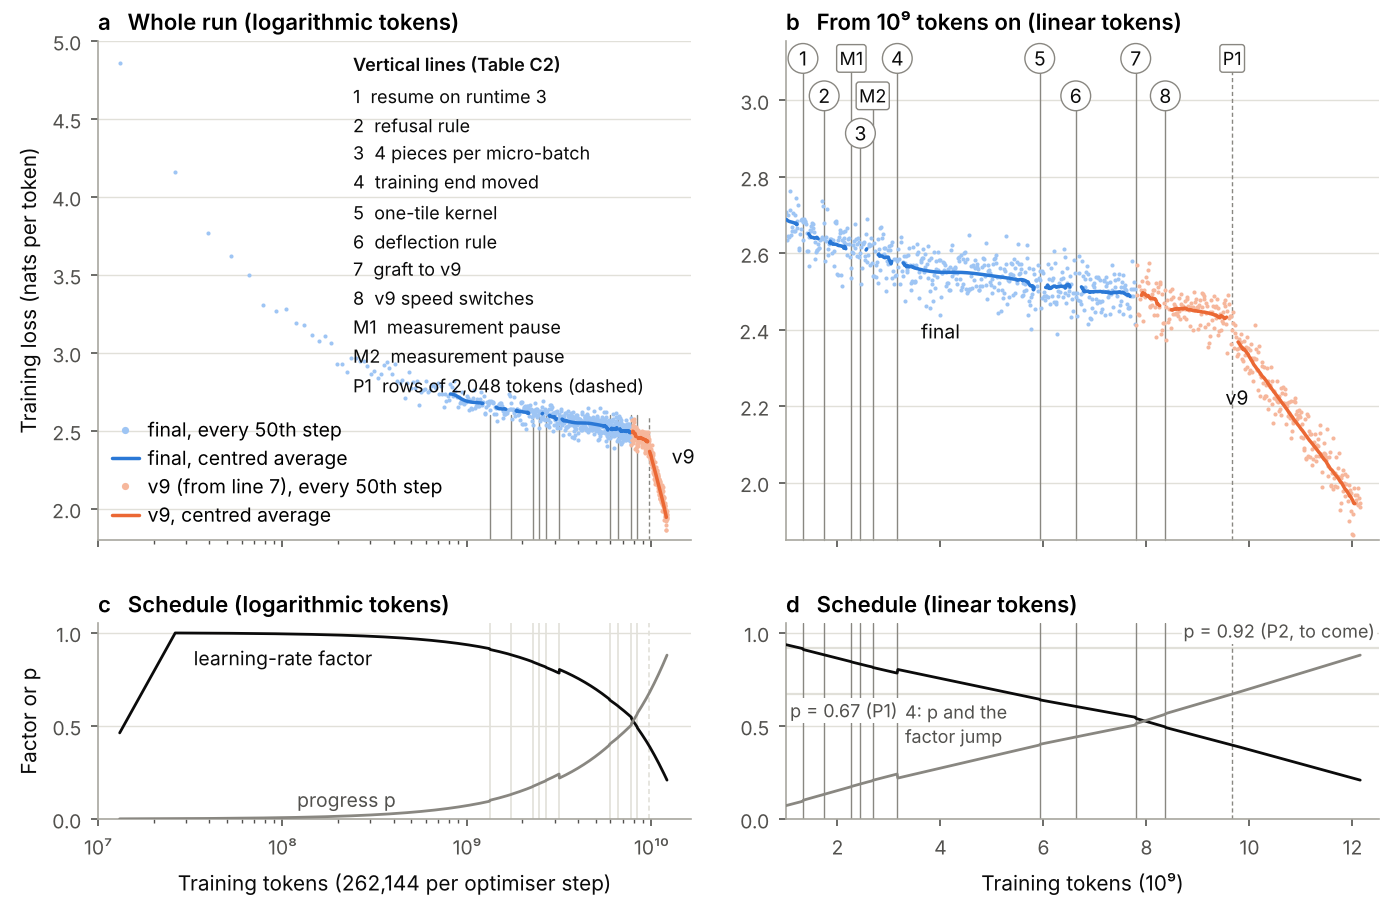 a Whole run (logarithmic tokens)
Training loss (nats per token)
5.0
4.5
4.0
3.5
3.0
2.5
2.0
Vertical lines (Table C2)
1 resume on runtime 3
2 refusal rule
3 4 pieces per micro-batch
4 training end moved
5 one-tile kernel
6 deflection rule
7 graft to v9
8 v9 speed switches
M1 measurement pause
M2 measurement pause
P1 rows of 2,048 tokens (dashed)
final, every 50th step
final, centred average
v9 (from line 7), every 50th step
v9, centred average
v9
b From 10⁹ tokens on (linear tokens)
1 M1 4 5 7 P1
2 M2 6 8
3
3.0
2.8
2.6
2.4
2.2
2.0
final
v9
c Schedule (logarithmic tokens)
Factor or p
1.0
0.5
0.0
learning-rate factor
progress p
10⁷ 10⁸ 10⁹ 10¹⁰
Training tokens (262,144 per optimiser step)
d Schedule (linear tokens)
1.0
0.5
0.0
p = 0.92 (P2, to come)
p = 0.67 (P1)
4: p and the
factor jump
2 4 6 8 10 12
Training tokens (10⁹)